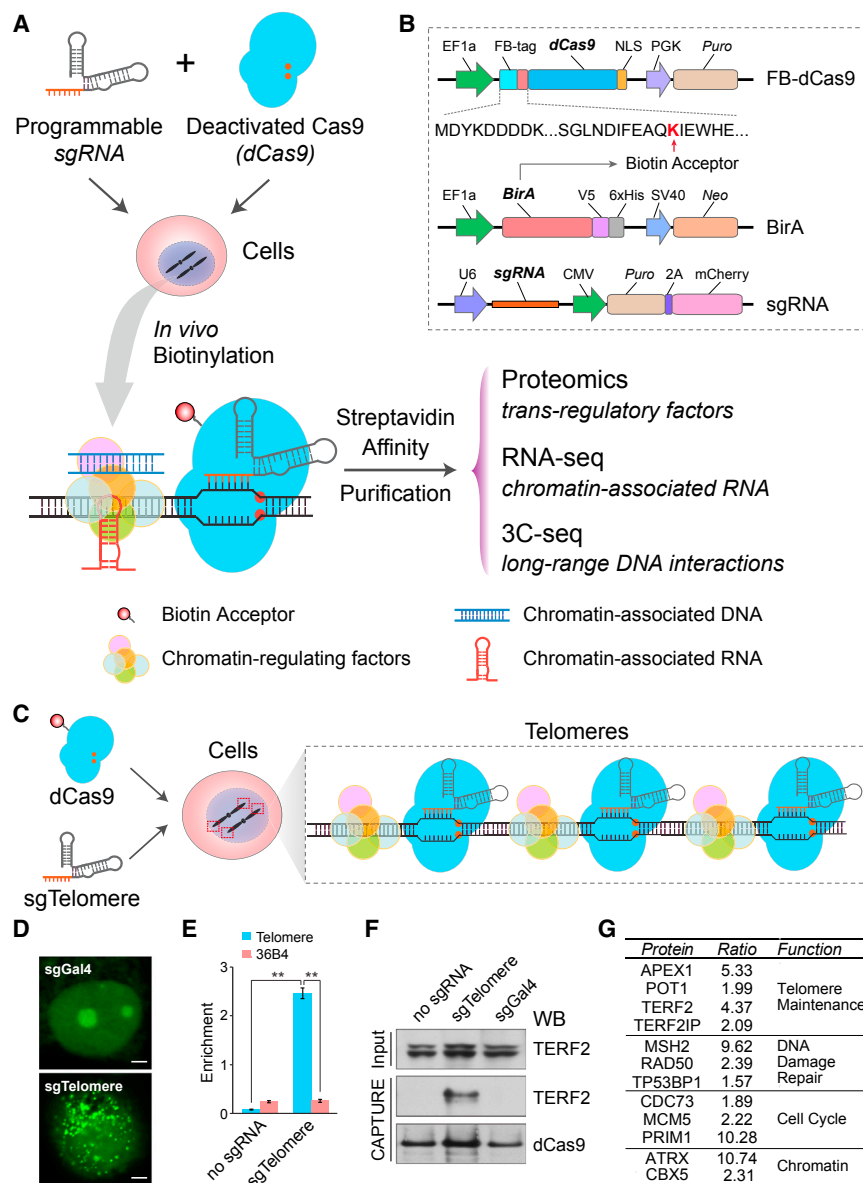 A
Programmable
sgRNA
+
Deactivated Cas9
(dCas9)
Cells
In vivo
Biotinylation
Streptavidin
Affinity
Purification
Proteomics
trans-regulatory factors
RNA-seq
chromatin-associated RNA
3C-seq
long-range DNA interactions
Biotin Acceptor
Chromatin-associated DNA
Chromatin-regulating factors
Chromatin-associated RNA
B
EF1a FB-tag dCas9 NLS PGK Puro
FB-dCas9
MDYKDDDDK...SGLNDIFEAQKIEWHE...
Biotin Acceptor
EF1a BirA V5 6xHis SV40 Neo
BirA
U6 sgRNA CMV Puro 2A mCherry
sgRNA
C
dCas9
sgTelomere
Cells
Telomeres
D
sgGal4
sgTelomere
E
Telomere
36B4
** **
Enrichment
3
2
1
0
no sgRNA
sgTelomere
F
no sgRNA
sgTelomere
sgGal4
WB
Input
TERF2
CAPTURE
TERF2
dCas9
G
Protein Ratio Function
APEX1 5.33
POT1 1.99
TERF2 4.37
TERF2IP 2.09
Telomere
Maintenance
MSH2 9.62 DNA
RAD50 2.39 Damage
TP53BP1 1.57 Repair
CDC73 1.89
MCM5 2.22 Cell Cycle
PRIM1 10.28
ATRX 10.74
CBX5 2.31
Chromatin